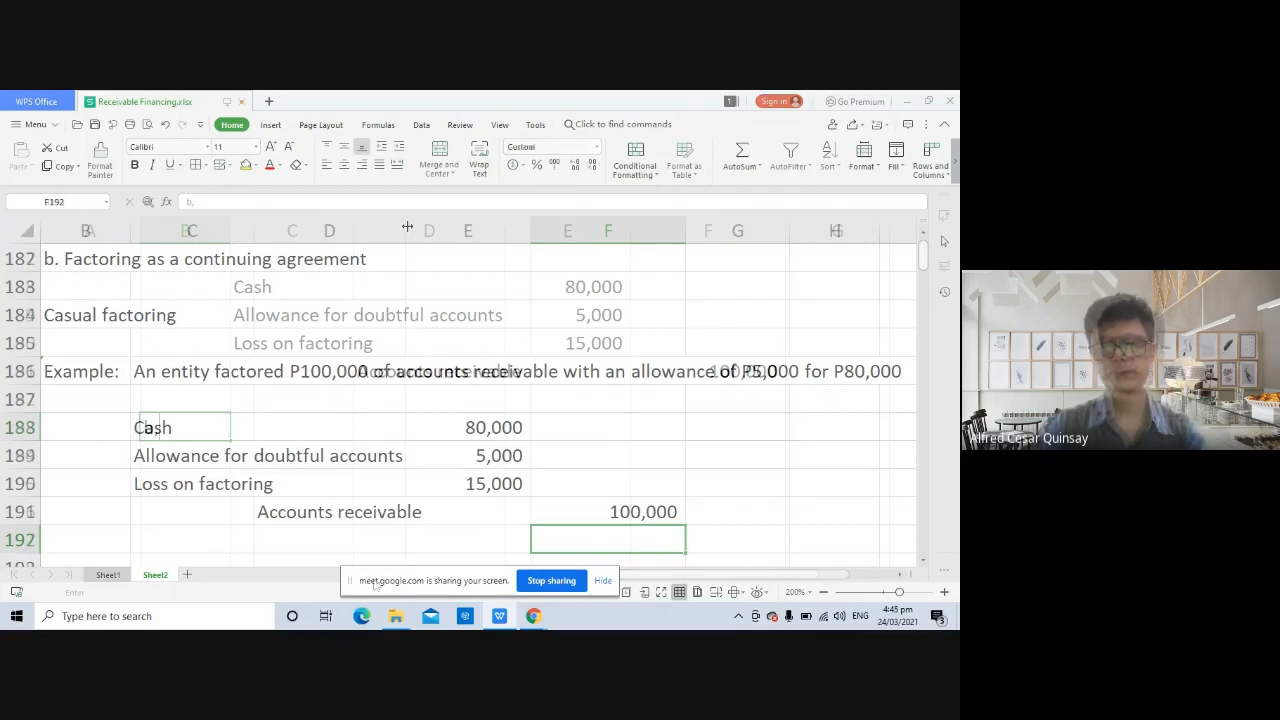 WPS Office Receivable Financing.xlsx + 1 Sign in Go Premium
Menu Home Insert Page Layout Formulas Data Review View Tools Click to find commands
Paste Cut Copy Format Painter Calibri 11 A+ A- B I U A Merge and Center Wrap Text Custom % 000 Conditional Formatting Format as Table AutoSum AutoFilter Sort Format Fill Rows and Columns
F192 fx b,
B A B C C D D E E F F G H G
182 b. Factoring as a continuing agreement
183 Cash 80,000
184 Casual factoring Allowance for doubtful accounts 5,000
185 Loss on factoring 15,000
186 Example: An entity factored P100,000 of accounts receivable with an allowance of P5,000 for P80,000
187
188 Cash 80,000
189 Allowance for doubtful accounts 5,000
190 Loss on factoring 15,000
191 Accounts receivable 100,000
192
Sheet1 Sheet2 +
meet.google.com is sharing your screen. Stop sharing Hide
Enter 200%
Type here to search ENG 4:45 pm
24/03/2021 3
Alfred Cesar Quinsay